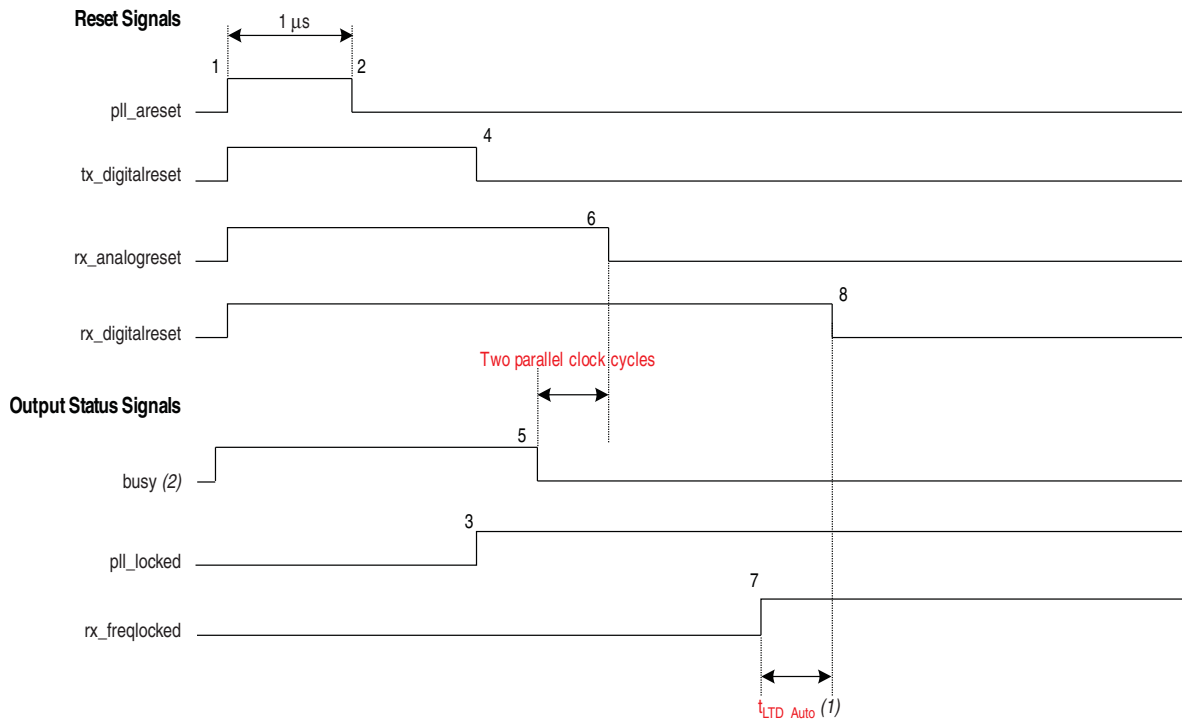 Reset Signals
1 μs
1
2
pll_areset
4
tx_digitalreset
6
rx_analogreset
8
rx_digitalreset
Two parallel clock cycles
Output Status Signals
5
busy (2)
3
pll_locked
7
rx_freqlocked
tLTD_Auto (1)